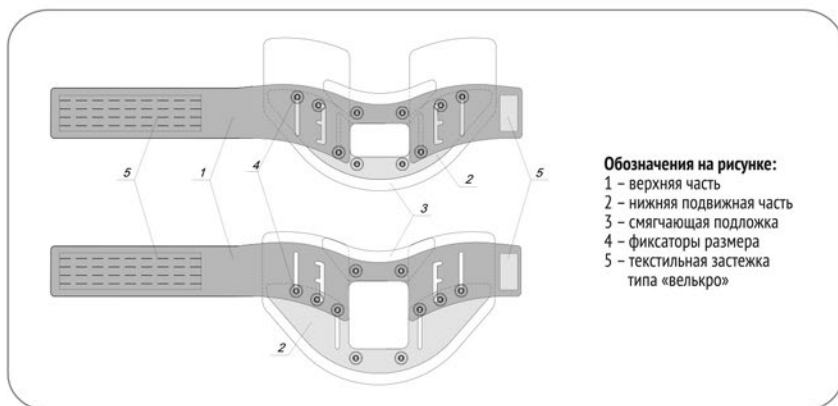 5
1
4
2
3
5
2
Обозначения на рисунке:
1 – верхняя часть
2 – нижняя подвижная часть
3 – смягчающая подложка
4 – фиксаторы размера
5 – текстильная застежка
типа «велькро»